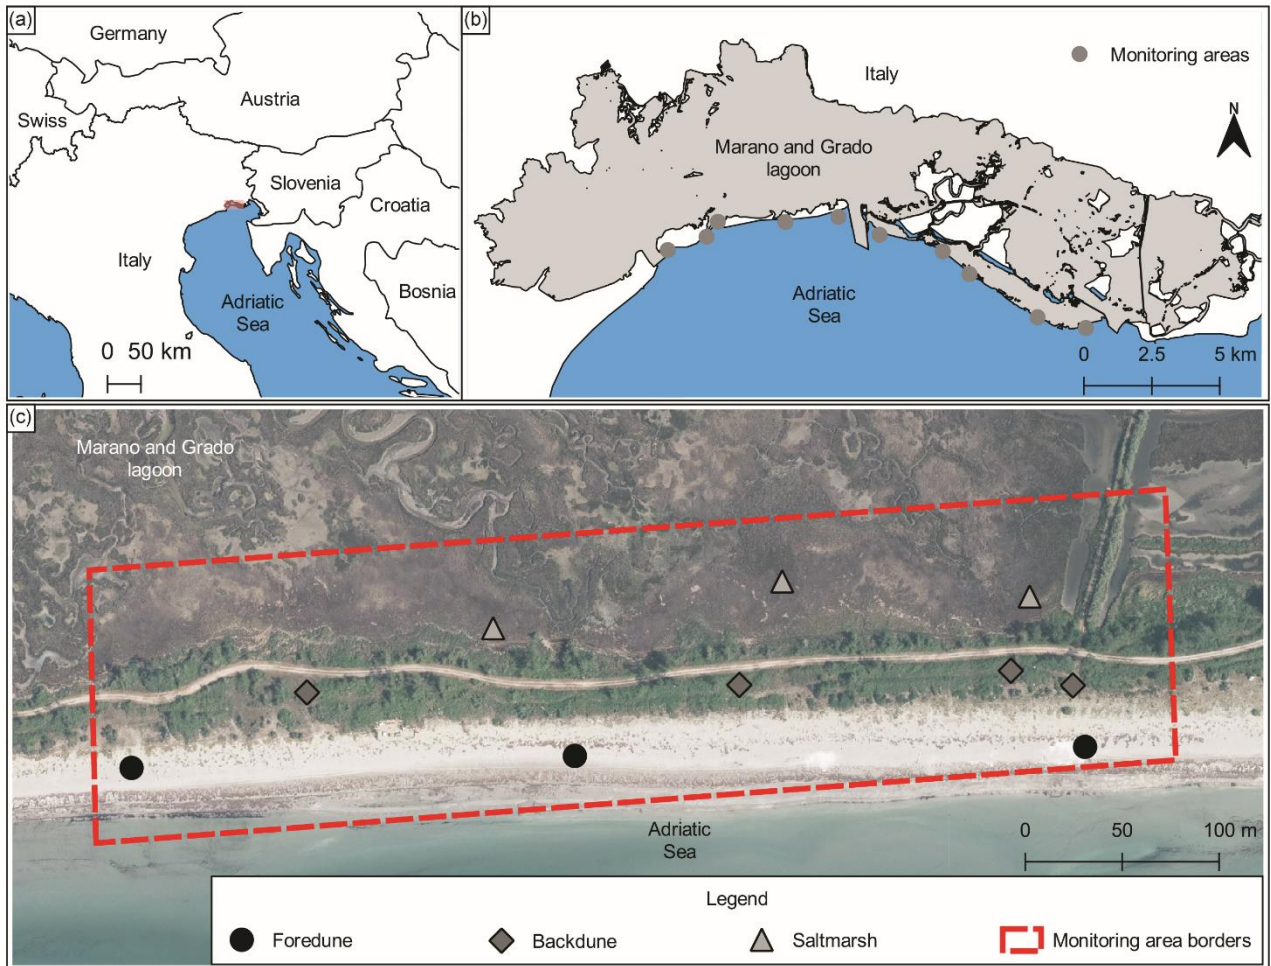 (a)
Germany
Austria
Swiss
Slovenia
Croatia
Italy
Bosnia
Adriatic
Sea
0 50 km
(b)
Monitoring areas
Italy
N
Marano and Grado
lagoon
Adriatic
Sea
0 2.5 5 km
(c)
Marano and Grado
lagoon
Adriatic
Sea
0 50 100 m
Legend
Foredune Backdune Saltmarsh Monitoring area borders